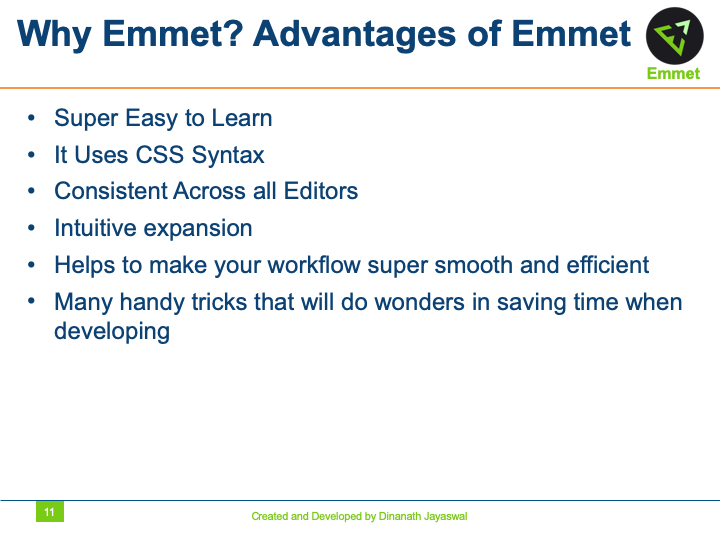 Why Emmet? Advantages of Emmet
Emmet
• Super Easy to Learn
• It Uses CSS Syntax
• Consistent Across all Editors
• Intuitive expansion
• Helps to make your workflow super smooth and efficient
• Many handy tricks that will do wonders in saving time when
developing
11
Created and Developed by Dinanath Jayaswal